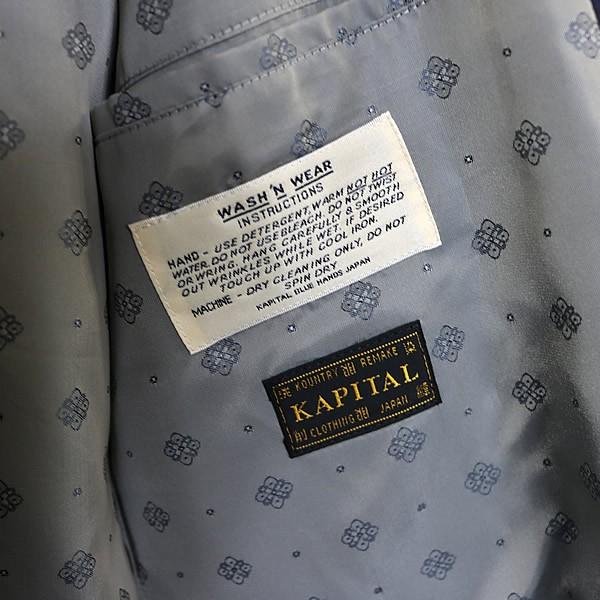 WASH 'N WEAR
INSTRUCTIONS
HAND - USE DETERGENT, WARM NOT HOT
WATER. DO NOT USE BLEACH. DO NOT TWIST
OR WRING. HANG CAREFULLY & SMOOTH
OUT WRINKLES WHILE WET. IF DESIRED
TOUCH UP WITH COOL IRON.
MACHINE - DRY CLEANING ONLY, DO NOT
SPIN DRY.
KAPITAL BLUE HANDS JAPAN
KOUNTRY REMAKE
KAPITAL
CLOTHING JAPAN